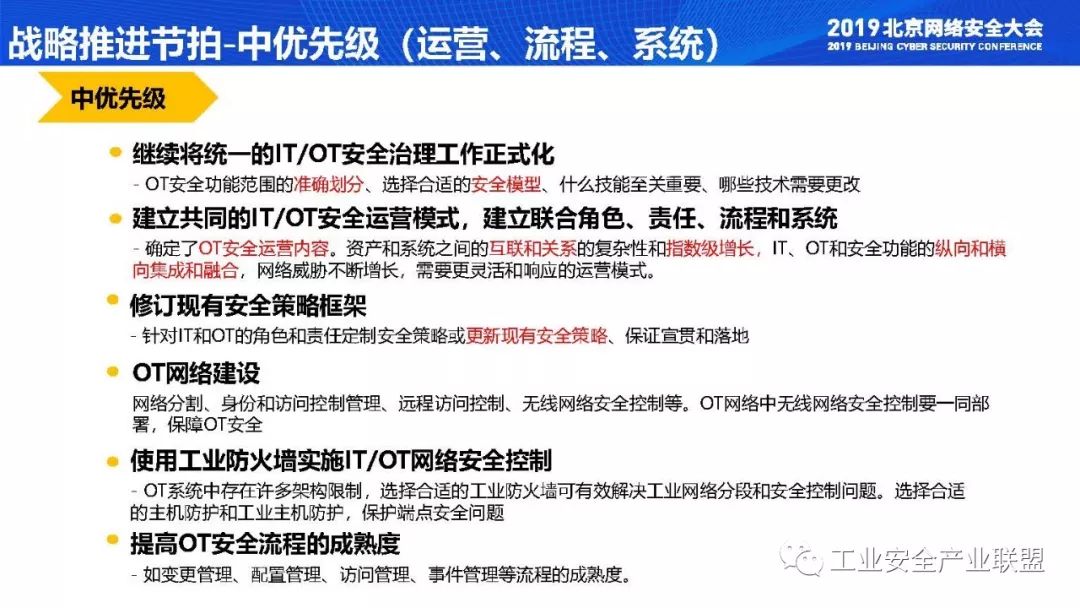 战略推进节拍-中优先级（运营、流程、系统）
2019北京网络安全大会
2019 BEIJING CYBER SECURITY CONFERENCE
中优先级
继续将统一的IT/OT安全治理工作正式化
- OT安全功能范围的准确划分、选择合适的安全模型、什么技能至关重要、哪些技术需要更改
建立共同的IT/OT安全运营模式，建立联合角色、责任、流程和系统
- 确定了OT安全运营内容。资产和系统之间的互联和关系的复杂性和指数级增长，IT、OT和安全功能的纵向和横
向集成和融合，网络威胁不断增长，需要更灵活和响应的运营模式。
修订现有安全策略框架
- 针对IT和OT的角色和责任定制安全策略或更新现有安全策略、保证宣贯和落地
OT网络建设
网络分割、身份和访问控制管理、远程访问控制、无线网络安全控制等。OT网络中无线网络安全控制要一同部
署，保障OT安全
使用工业防火墙实施IT/OT网络安全控制
- OT系统中存在许多架构限制，选择合适的工业防火墙可有效解决工业网络分段和安全控制问题。选择合适
的主机防护和工业主机防护，保护端点安全问题
提高OT安全流程的成熟度
- 如变更管理、配置管理、访问管理、事件管理等流程的成熟度。
工业安全产业联盟